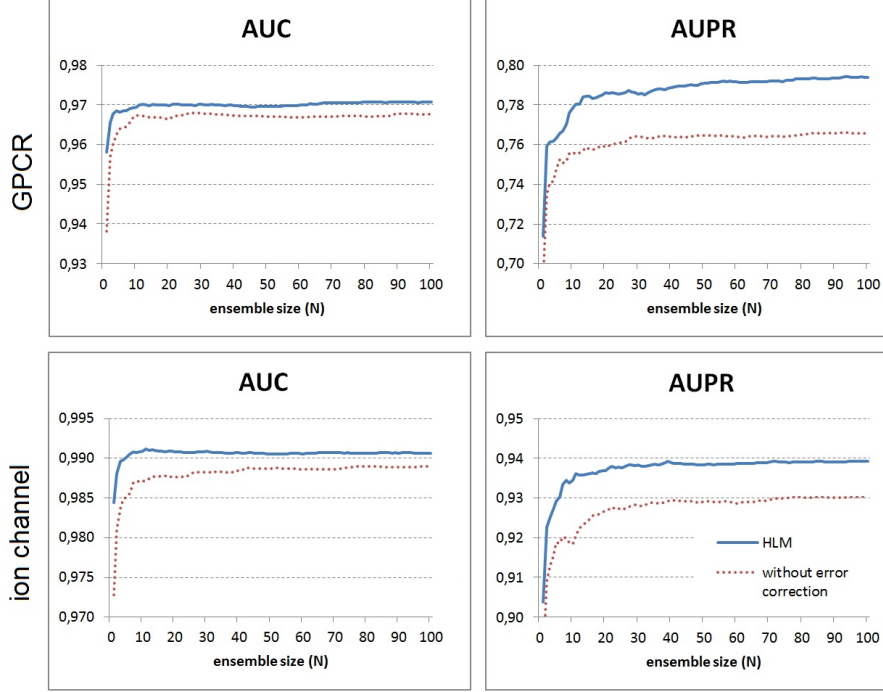 GPCR
AUC
0,98
0,97
0,96
0,95
0,94
0,93
0 10 20 30 40 50 60 70 80 90 100
ensemble size (N)
AUPR
0,80
0,78
0,76
0,74
0,72
0,70
0 10 20 30 40 50 60 70 80 90 100
ensemble size (N)
ion channel
AUC
0,995
0,990
0,985
0,980
0,975
0,970
0 10 20 30 40 50 60 70 80 90 100
ensemble size (N)
AUPR
0,95
0,94
0,93
0,92
0,91
0,90
HLM
without error
correction
0 10 20 30 40 50 60 70 80 90 100
ensemble size (N)